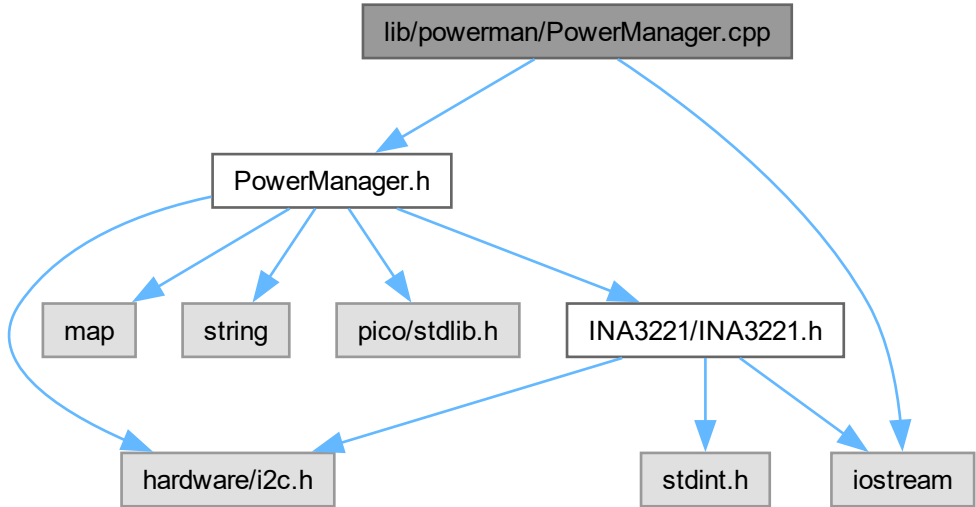 lib/powerman/PowerManager.cpp
PowerManager.h
map
string
pico/stdlib.h
INA3221/INA3221.h
hardware/i2c.h
stdint.h
iostream